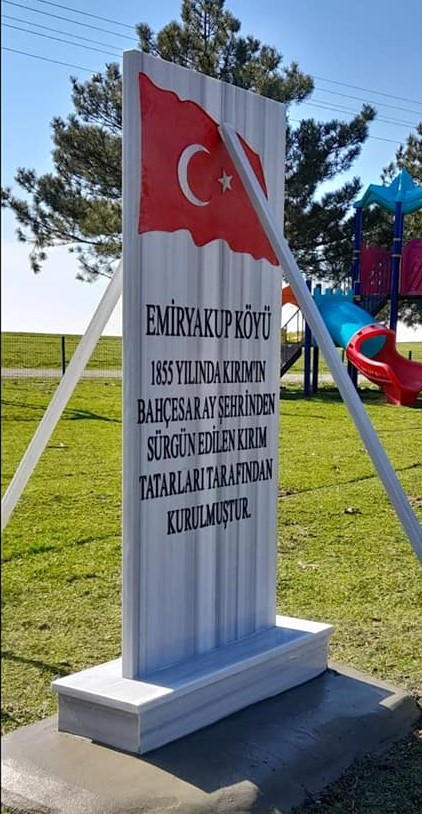 EMİRYAKUP KÖYÜ
1855 YILINDA KIRIM'IN
BAHÇESARAY ŞEHRİNDEN
SÜRGÜN EDİLEN KIRIM
TATARLARI TARAFINDAN
KURULMUŞTUR.